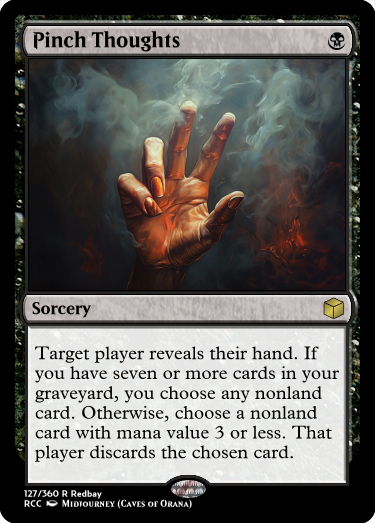 Pinch Thoughts
Sorcery
Target player reveals their hand. If
you have seven or more cards in your
graveyard, you choose any nonland
card. Otherwise, choose a nonland
card with mana value 3 or less. That
player discards the chosen card.
127/360 R Redbay
RCC Midjourney (Caves of Orana)